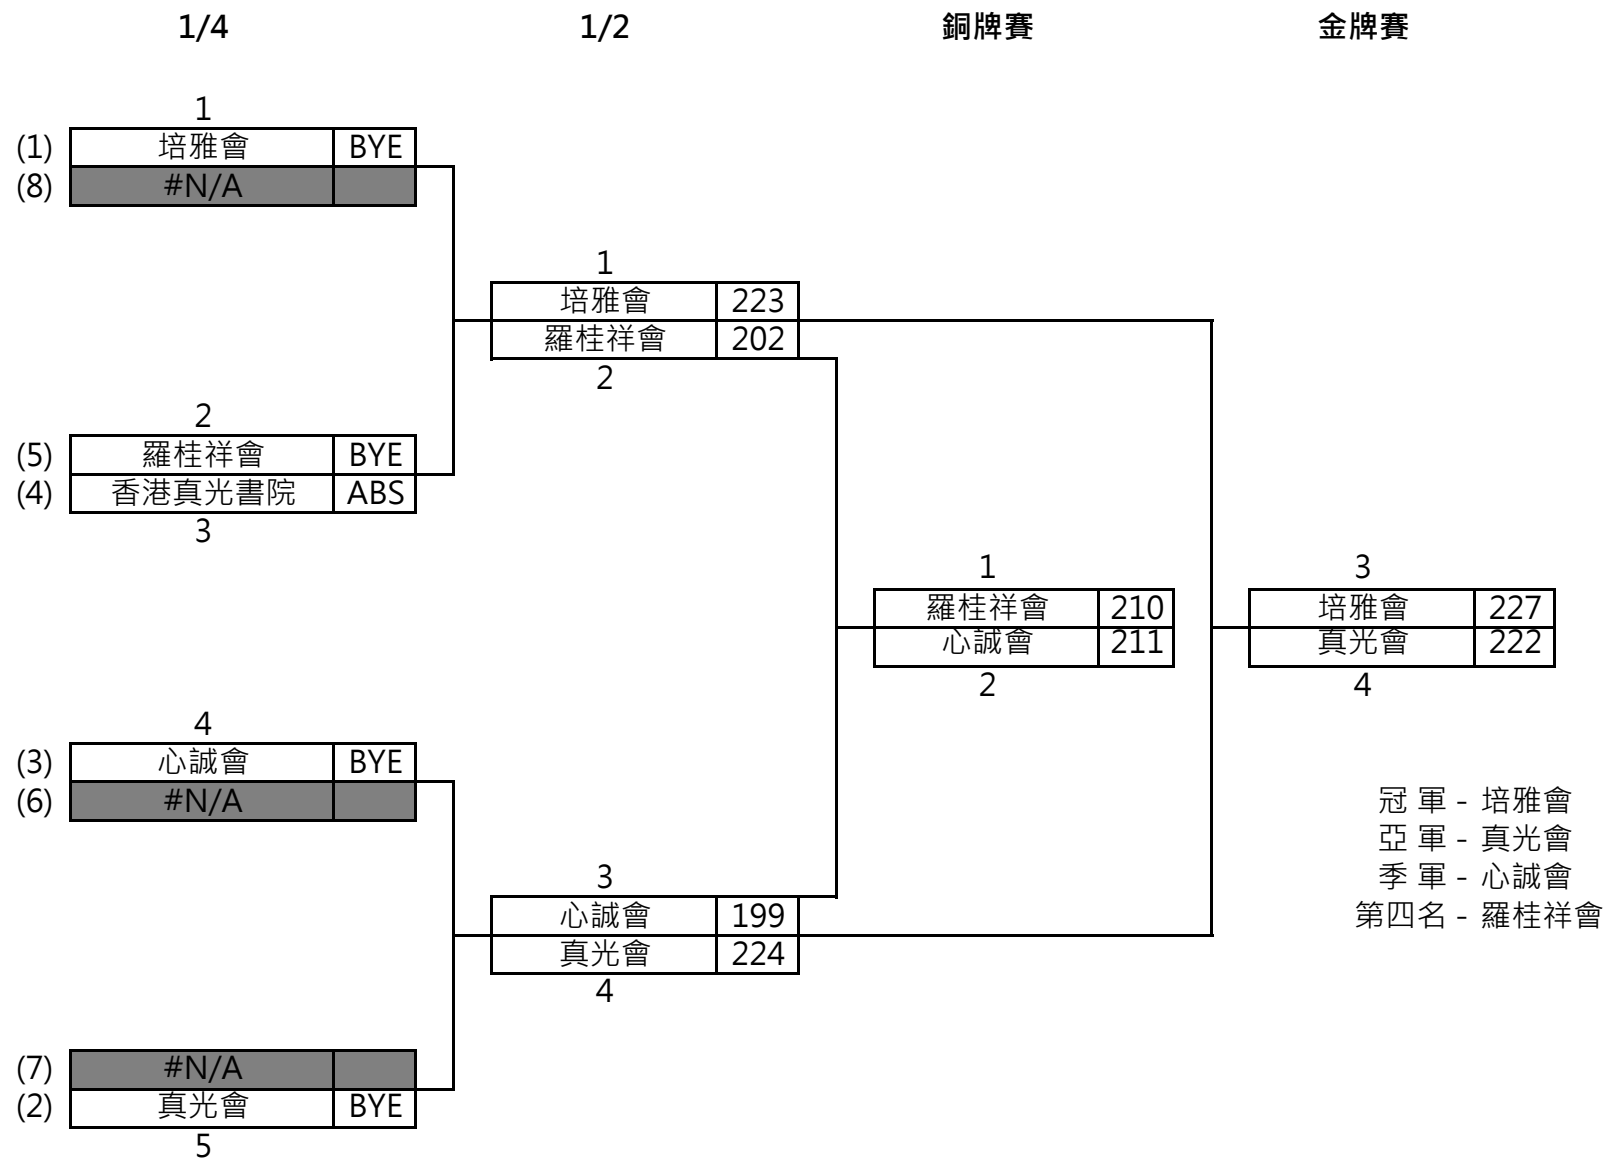 1/4 1/2 銅牌賽 金牌賽
1
(1) 培雅會 BYE
(8) #N/A
1
培雅會 223
羅桂祥會 202
2
2
(5) 羅桂祥會 BYE
(4) 香港真光書院 ABS
3
1 3
羅桂祥會 210 培雅會 227
心誠會 211 真光會 222
2 4
4
(3) 心誠會 BYE
(6) #N/A
冠 軍 - 培雅會
亞 軍 - 真光會
季 軍 - 心誠會
第四名 - 羅桂祥會
3
心誠會 199
真光會 224
4
(7) #N/A
(2) 真光會 BYE
5